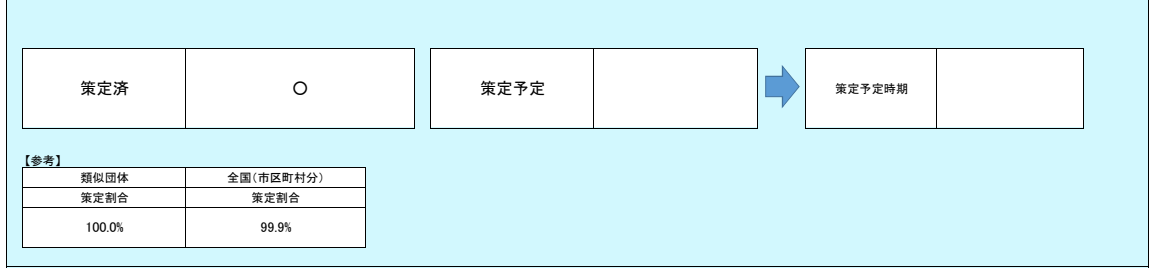 策定済 ○ 策定予定 策定予定時期
【参考】
類似団体 全国（市区町村分）
策定割合 策定割合
100.0% 99.9%